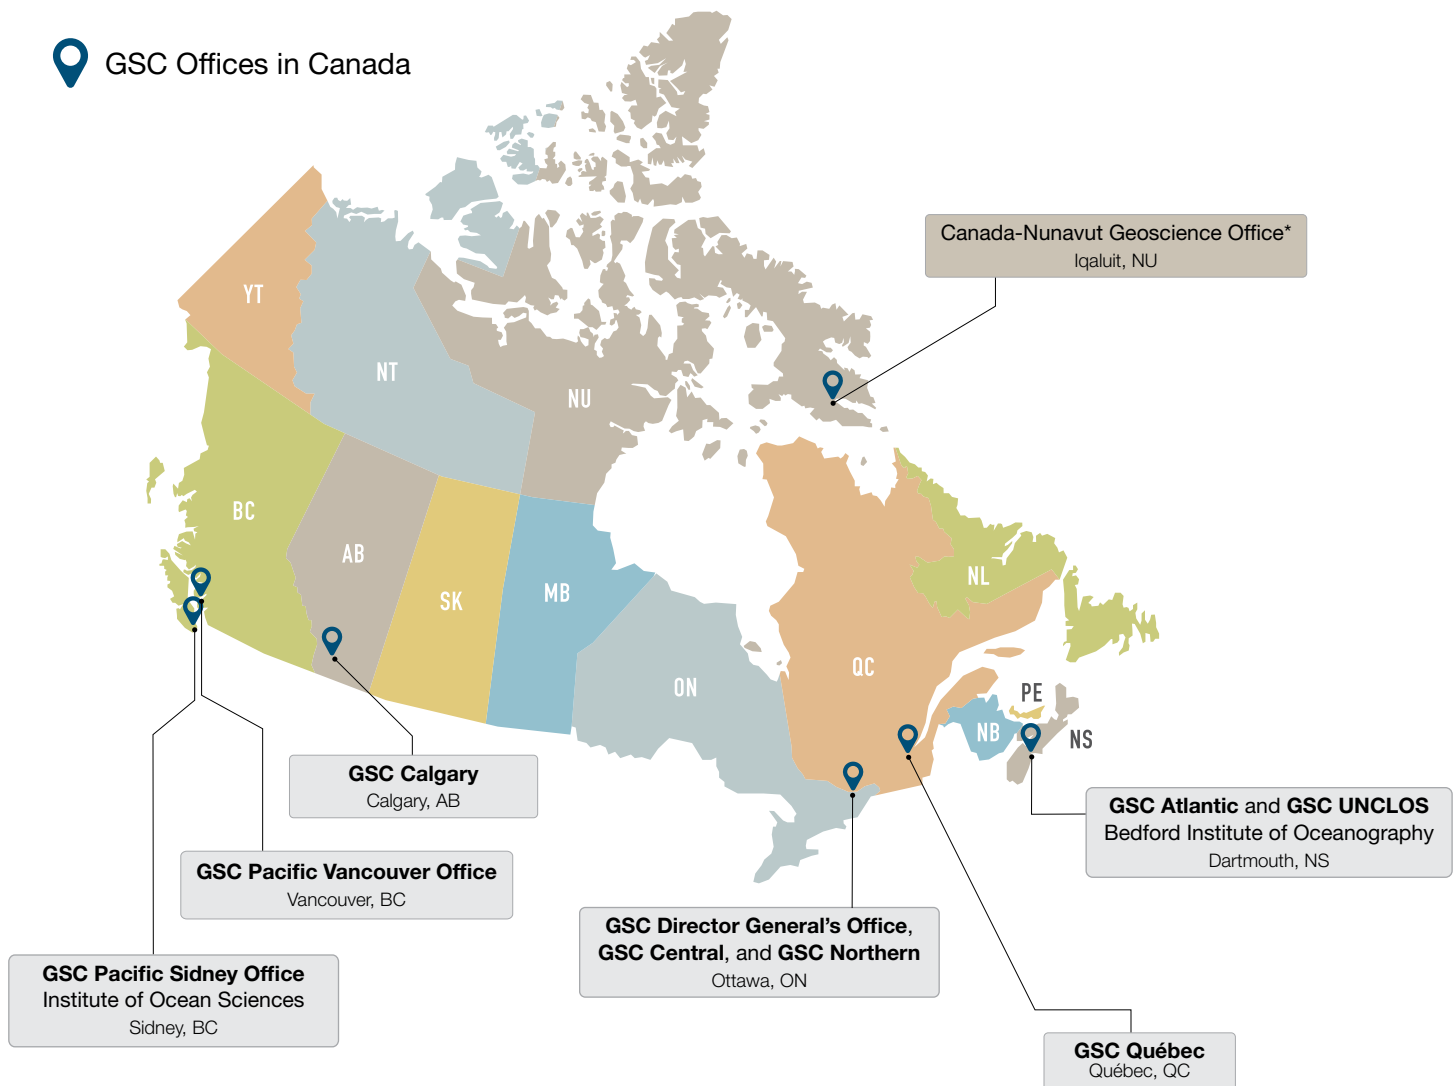 GSC Offices in Canada
Canada-Nunavut Geoscience Office*
Iqaluit, NU
YT
NT
NU
BC
AB
SK
MB
ON
QC
NL
PE
NB
NS
GSC Calgary
Calgary, AB
GSC Atlantic and GSC UNCLOS
Bedford Institute of Oceanography
Dartmouth, NS
GSC Pacific Vancouver Office
Vancouver, BC
GSC Director General’s Office,
GSC Central, and GSC Northern
Ottawa, ON
GSC Pacific Sidney Office
Institute of Ocean Sciences
Sidney, BC
GSC Québec
Québec, QC